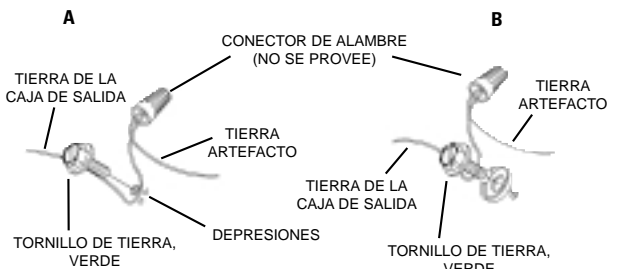 A
B
CONECTOR DE ALAMBRE
(NO SE PROVEE)
TIERRA DE LA
CAJA DE SALIDA
TIERRA
ARTEFACTO
TIERRA
ARTEFACTO
TIERRA DE LA
CAJA DE SALIDA
DEPRESIONES
TORNILLO DE TIERRA,
VERDE
TORNILLO DE TIERRA,
VERDE